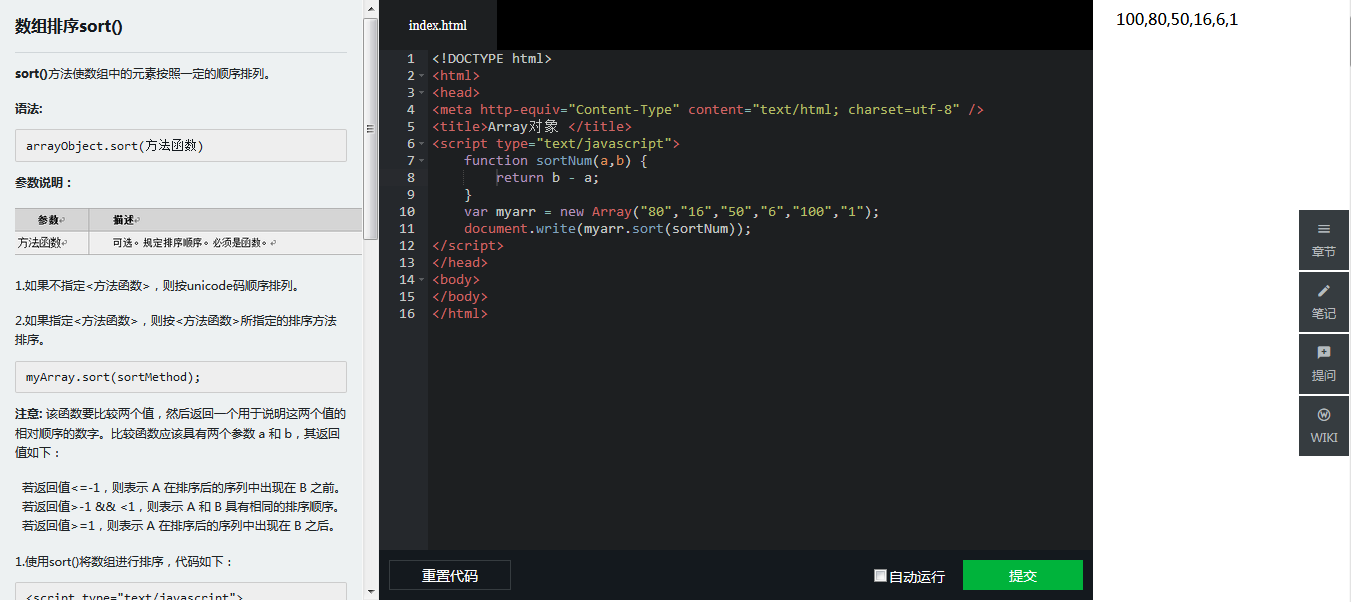 数组排序sort()
sort()方法使数组中的元素按照一定的顺序排列。
语法:
arrayObject.sort(方法函数)
参数说明：
参数 描述
方法函数 可选。规定排序顺序。必须是函数。
1.如果不指定<方法函数>，则按unicode码顺序排列。
2.如果指定<方法函数>，则按<方法函数>所指定的排序方法
排序。
myArray.sort(sortMethod);
注意: 该函数要比较两个值，然后返回一个用于说明这两个值的
相对顺序的数字。比较函数应该具有两个参数 a 和 b，其返回
值如下：
若返回值<=-1，则表示 A 在排序后的序列中出现在 B 之前。
若返回值>-1 && <1，则表示 A 和 B 具有相同的排序顺序。
若返回值>=1，则表示 A 在排序后的序列中出现在 B 之后。
1.使用sort()将数组进行排序，代码如下：
<script type="text/javascript">
index.html
1 <!DOCTYPE html>
2 <html>
3 <head>
4 <meta http-equiv="Content-Type" content="text/html; charset=utf-8" />
5 <title>Array对象 </title>
6 <script type="text/javascript">
7 function sortNum(a,b) {
8 return b - a;
9 }
10 var myarr = new Array("80","16","50","6","100","1");
11 document.write(myarr.sort(sortNum));
12 </script>
13 </head>
14 <body>
15 </body>
16 </html>
重置代码
自动运行
提交
100,80,50,16,6,1
章节
笔记
提问
WIKI